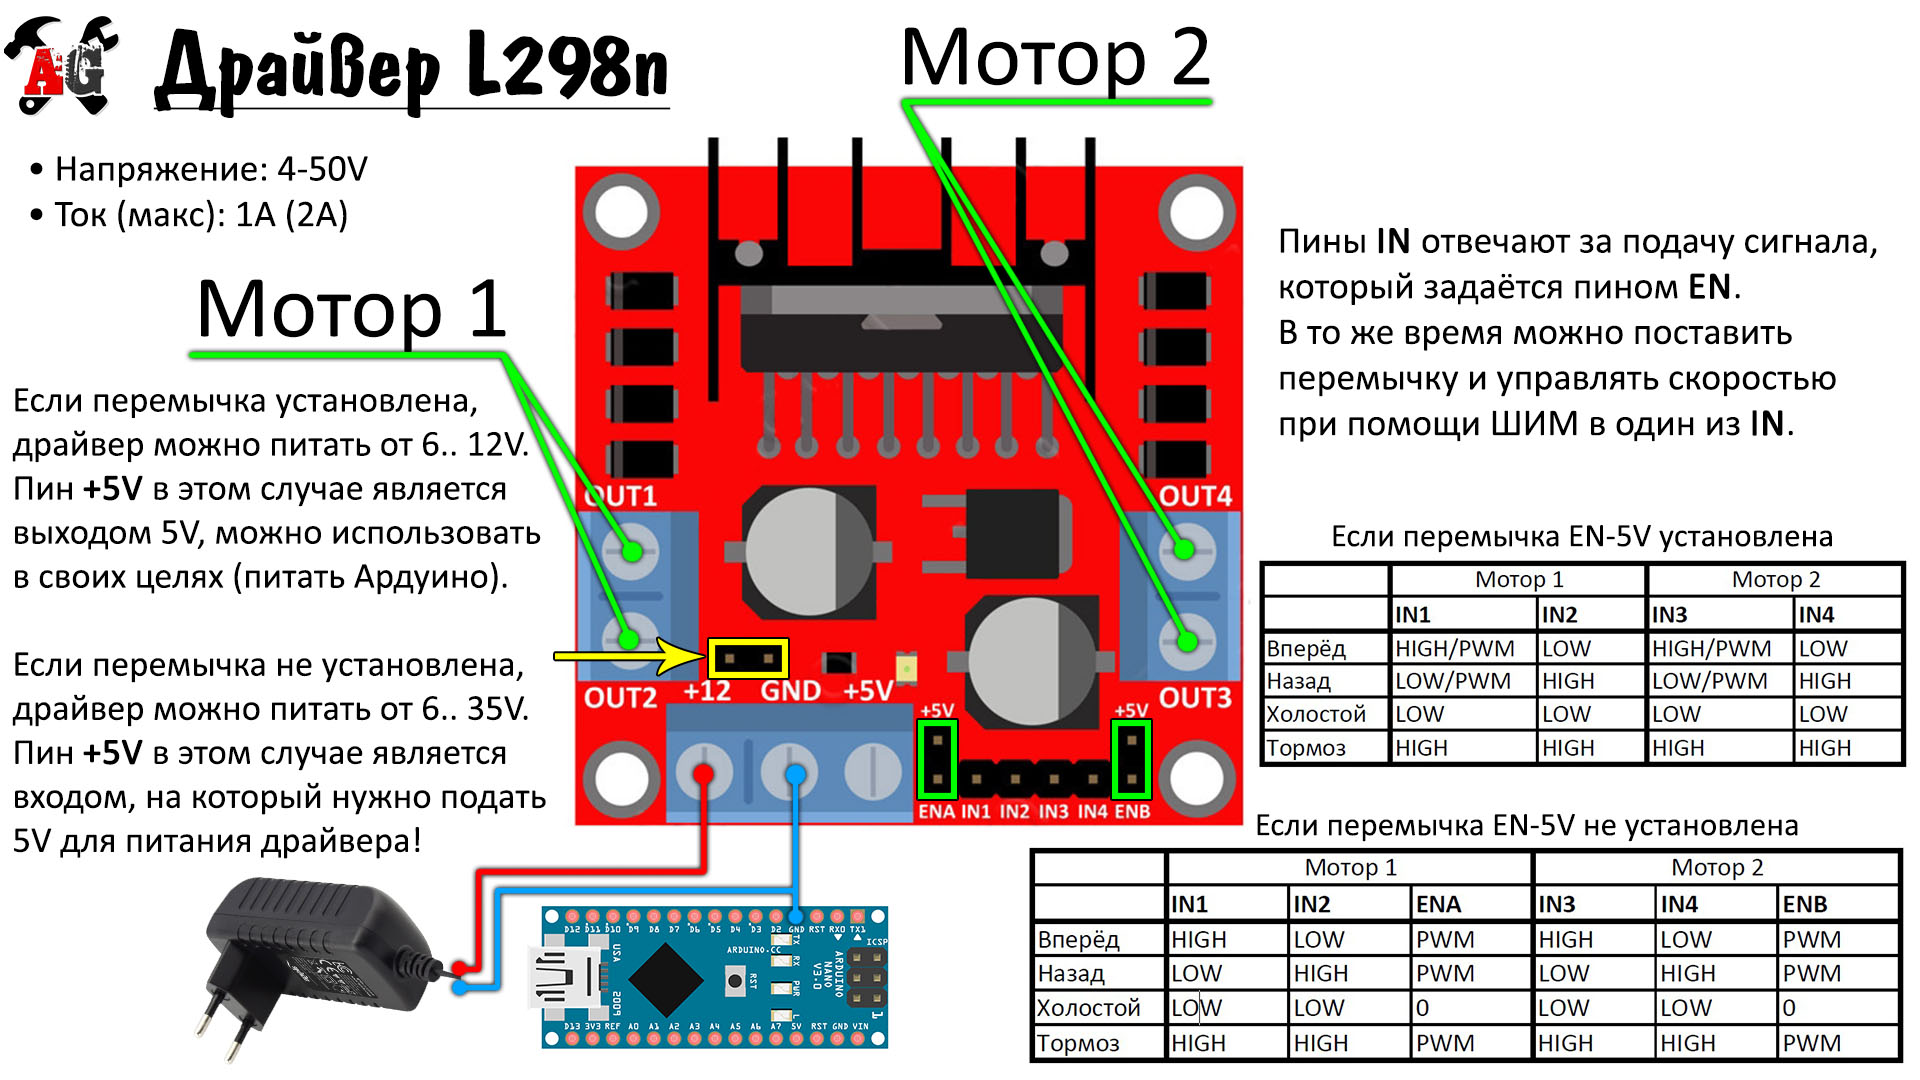 AG
Драйвер L298n
• Напряжение: 4-50V
• Ток (макс): 1А (2А)
Мотор 1
Мотор 2
Если перемычка установлена,
драйвер можно питать от 6.. 12V.
Пин +5V в этом случае является
выходом 5V, можно использовать
в своих целях (питать Ардуино).
Если перемычка не установлена,
драйвер можно питать от 6.. 35V.
Пин +5V в этом случае является
входом, на который нужно подать
5V для питания драйвера!
OUT1
OUT2
OUT4
OUT3
+12 GND +5V
+5V
+5V
ENA IN1 IN2 IN3 IN4 ENB
Пины IN отвечают за подачу сигнала,
который задаётся пином EN.
В то же время можно поставить
перемычку и управлять скоростью
при помощи ШИМ в один из IN.
Если перемычка EN-5V установлена
Мотор 1 Мотор 2
IN1 IN2 IN3 IN4
Вперёд HIGH/PWM LOW HIGH/PWM LOW
Назад LOW/PWM HIGH LOW/PWM HIGH
Холостой LOW LOW LOW LOW
Тормоз HIGH HIGH HIGH HIGH
Если перемычка EN-5V не установлена
Мотор 1 Мотор 2
IN1 IN2 ENA IN3 IN4 ENB
Вперёд HIGH LOW PWM HIGH LOW PWM
Назад LOW HIGH PWM LOW HIGH PWM
Холостой LOW LOW 0 LOW LOW 0
Тормоз HIGH HIGH PWM HIGH HIGH PWM
D12 D11 D10 D9 D8 D7 D6 D5 D4 D3 D2 GND RST RX0 TX1
ARDUINO.CC
USA
2009
RST
TX
RX
PWR
L
ARDUINO
NANO
V3.0
ICSP
1
D13 3V3 REF A0 A1 A2 A3 A4 A5 A6 A7 5V RST GND VIN